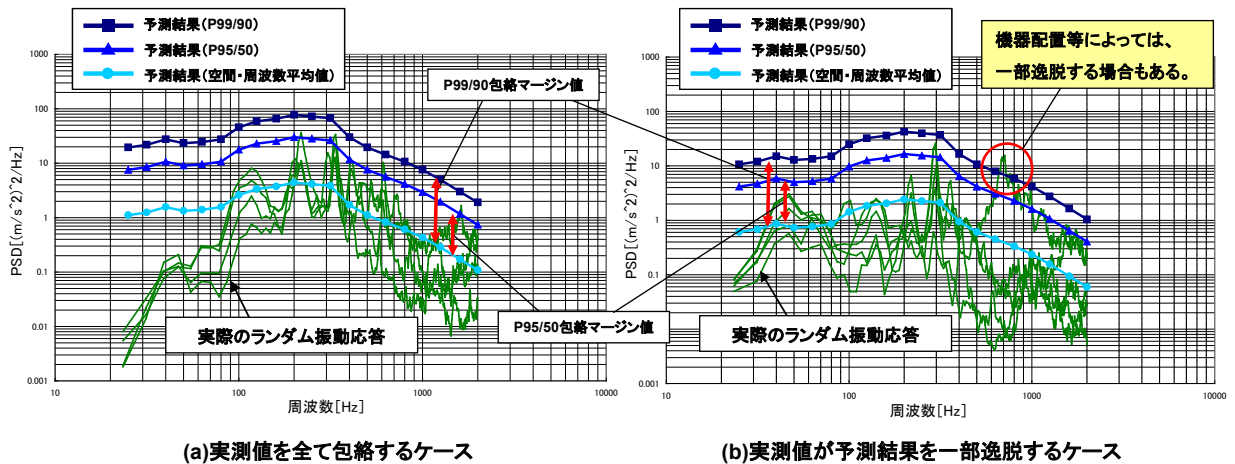 予測結果(P99/90)
予測結果(P95/50)
予測結果(空間・周波数平均値)
1000
100
10
1
0.1
0.01
0.001
PSD[(m/s^2)^2/Hz]
10
100
1000
10000
周波数[Hz]
実際のランダム振動応答
P99/90包絡マージン値
P95/50包絡マージン値
(a)実測値を全て包絡するケース
予測結果(P99/90)
予測結果(P95/50)
予測結果(空間・周波数平均値)
機器配置等によっては、
一部逸脱する場合もある。
1000
100
10
1
0.1
0.01
0.001
PSD[(m/s^2)^2/Hz]
10
100
1000
10000
周波数[Hz]
実際のランダム振動応答
(b)実測値が予測結果を一部逸脱するケース